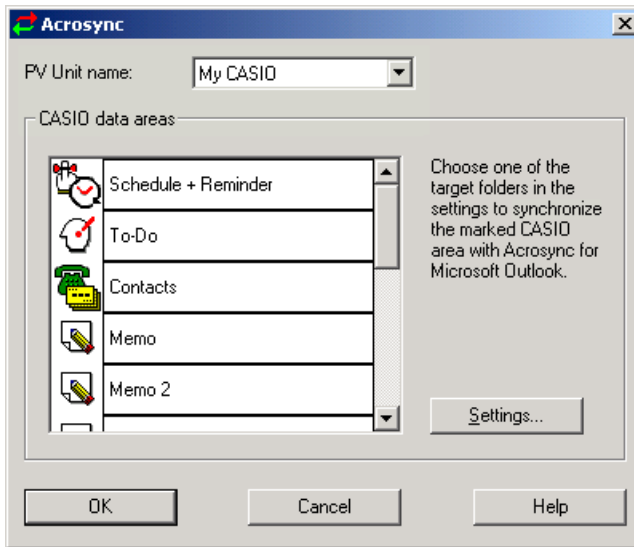 Acrosync
PV Unit name:
My CASIO
CASIO data areas
Schedule + Reminder
To-Do
Contacts
Memo
Memo 2
Choose one of the
target folders in the
settings to synchronize
the marked CASIO
area with Acrosync for
Microsoft Outlook.
Settings...
OK
Cancel
Help